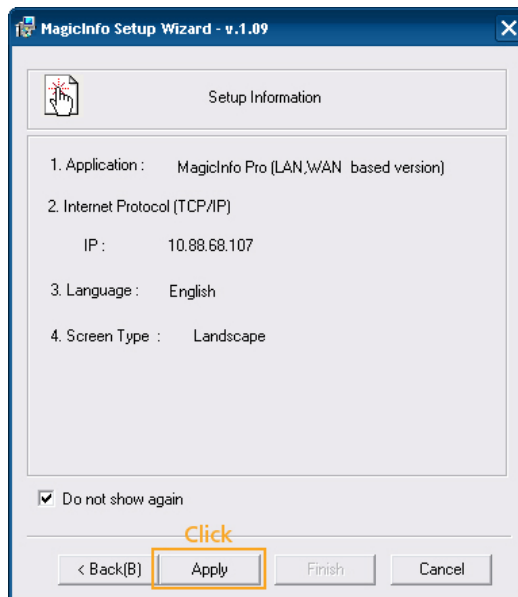 MagicInfo Setup Wizard - v.1.09
Setup Information
1. Application : MagicInfo Pro (LAN,WAN based version)
2. Internet Protocol (TCP/IP)
IP : 10.88.68.107
3. Language : English
4. Screen Type : Landscape
Do not show again
Click
< Back(B) Apply Finish Cancel